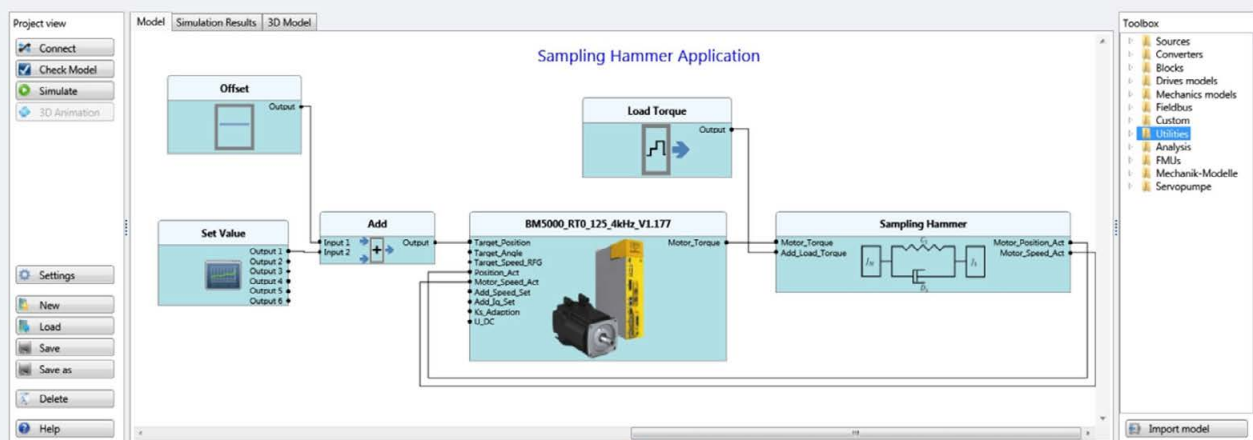 Project view
Connect
Check Model
Simulate
3D Animation
Settings
New
Load
Save
Save as
Delete
Help
Model Simulation Results 3D Model
Sampling Hammer Application
Offset
Output
Load Torque
Output
Set Value
Output 1
Output 2
Output 3
Output 4
Output 5
Output 6
Add
Input 1 Output
Input 2
BM5000_RT0_125_4kHz_V1.177
Target_Position Motor_Torque
Target_Angle
Target_Speed_RFG
Position_Act
Motor_Speed_Act
Add_Speed_Set
Add_Iq_Set
Ks_Adaption
U_DC
Sampling Hammer
Motor_Torque Motor_Position_Act
Add_Load_Torque Motor_Speed_Act
Toolbox
Sources
Converters
Blocks
Drives models
Mechanics models
Fieldbus
Custom
Utilities
Analysis
FMUs
Mechanik-Modelle
Servopumpe
Import model